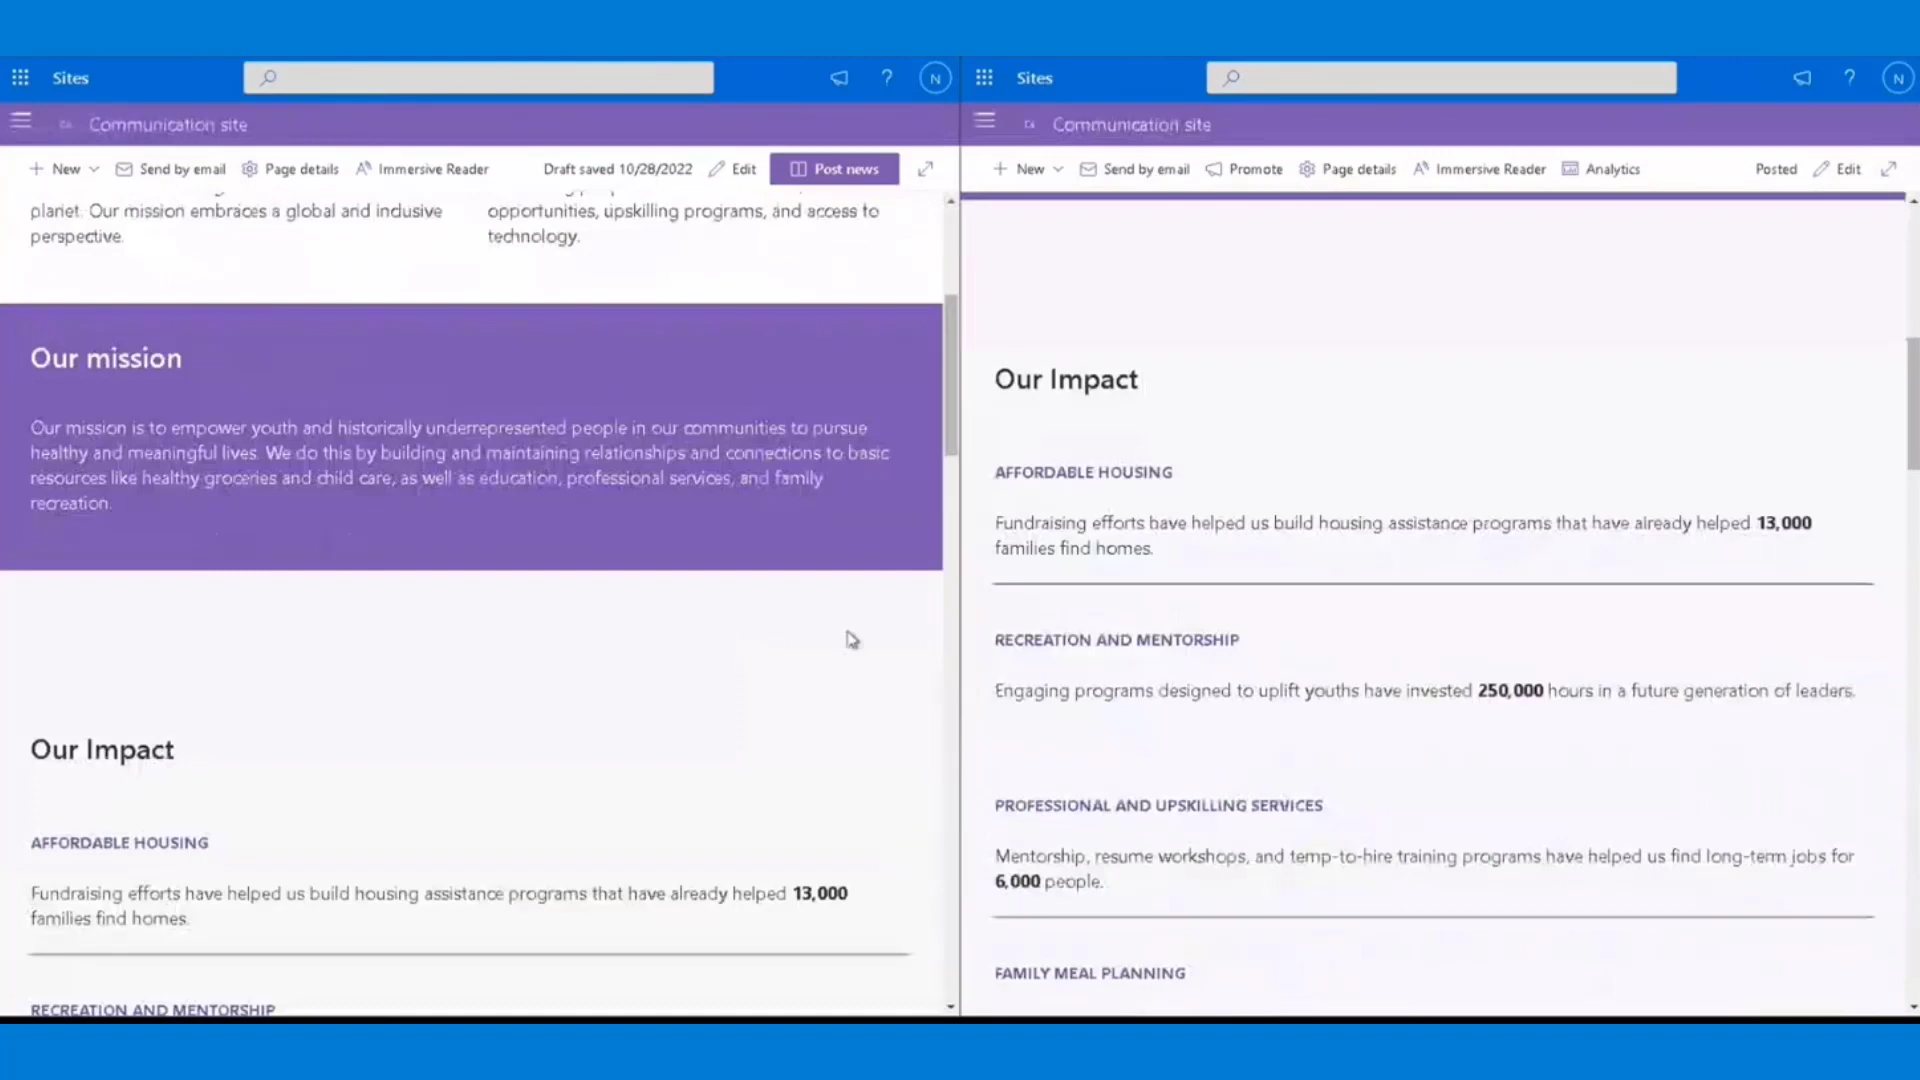 Sites
N
Communication site
New
Send by email
Page details
Immersive Reader
Draft saved 10/28/2022
Edit
Post news
planet. Our mission embraces a global and inclusive
perspective.
opportunities, upskilling programs, and access to
technology.
Our mission
Our mission is to empower youth and historically underrepresented people in our communities to pursue
healthy and meaningful lives. We do this by building and maintaining relationships and connections to basic
resources like healthy groceries and child care, as well as education, professional services, and family
recreation.
Our Impact
AFFORDABLE HOUSING
Fundraising efforts have helped us build housing assistance programs that have already helped 13,000
families find homes.
RECREATION AND MENTORSHIP
Sites
N
Communication site
New
Send by email
Promote
Page details
Immersive Reader
Analytics
Posted
Edit
Our Impact
AFFORDABLE HOUSING
Fundraising efforts have helped us build housing assistance programs that have already helped 13,000
families find homes.
RECREATION AND MENTORSHIP
Engaging programs designed to uplift youths have invested 250,000 hours in a future generation of leaders.
PROFESSIONAL AND UPSKILLING SERVICES
Mentorship, resume workshops, and temp-to-hire training programs have helped us find long-term jobs for
6,000 people.
FAMILY MEAL PLANNING